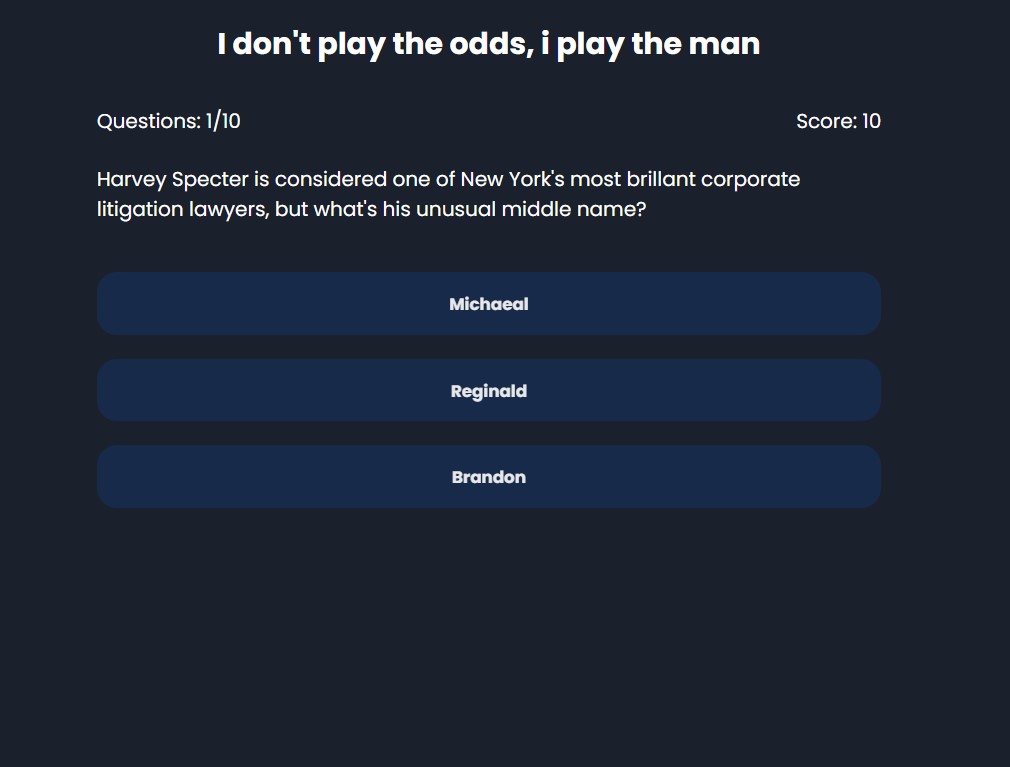 I don't play the odds, i play the man
Questions: 1/10
Score: 10
Harvey Specter is considered one of New York's most brillant corporate
litigation lawyers, but what's his unusual middle name?
Michaeal
Reginald
Brandon